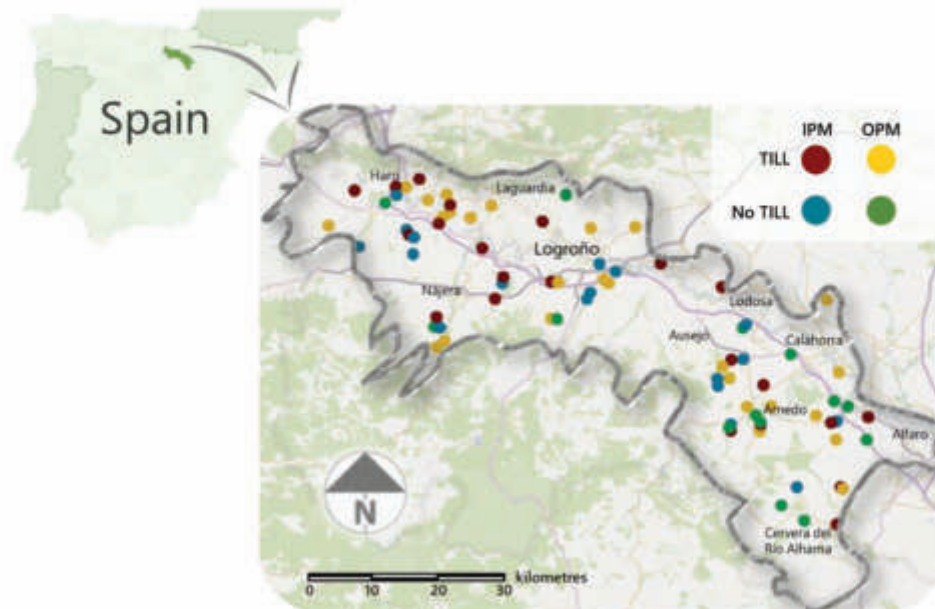 Spain
IPM OPM
TILL
No TILL
Haro
Laguardia
Logroño
Nájera
Lodosa
Ausejo
Calahorra
Arnedo
Alfaro
Cervera del
Río Alhama
N
kilometres
0 10 20 30